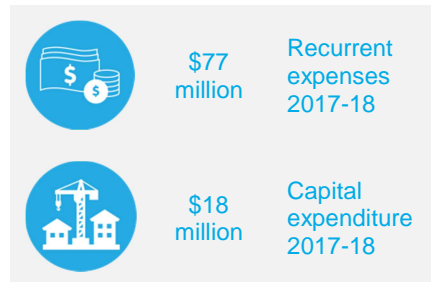 $
$
$77
million
Recurrent
expenses
2017-18
$18
million
Capital
expenditure
2017-18